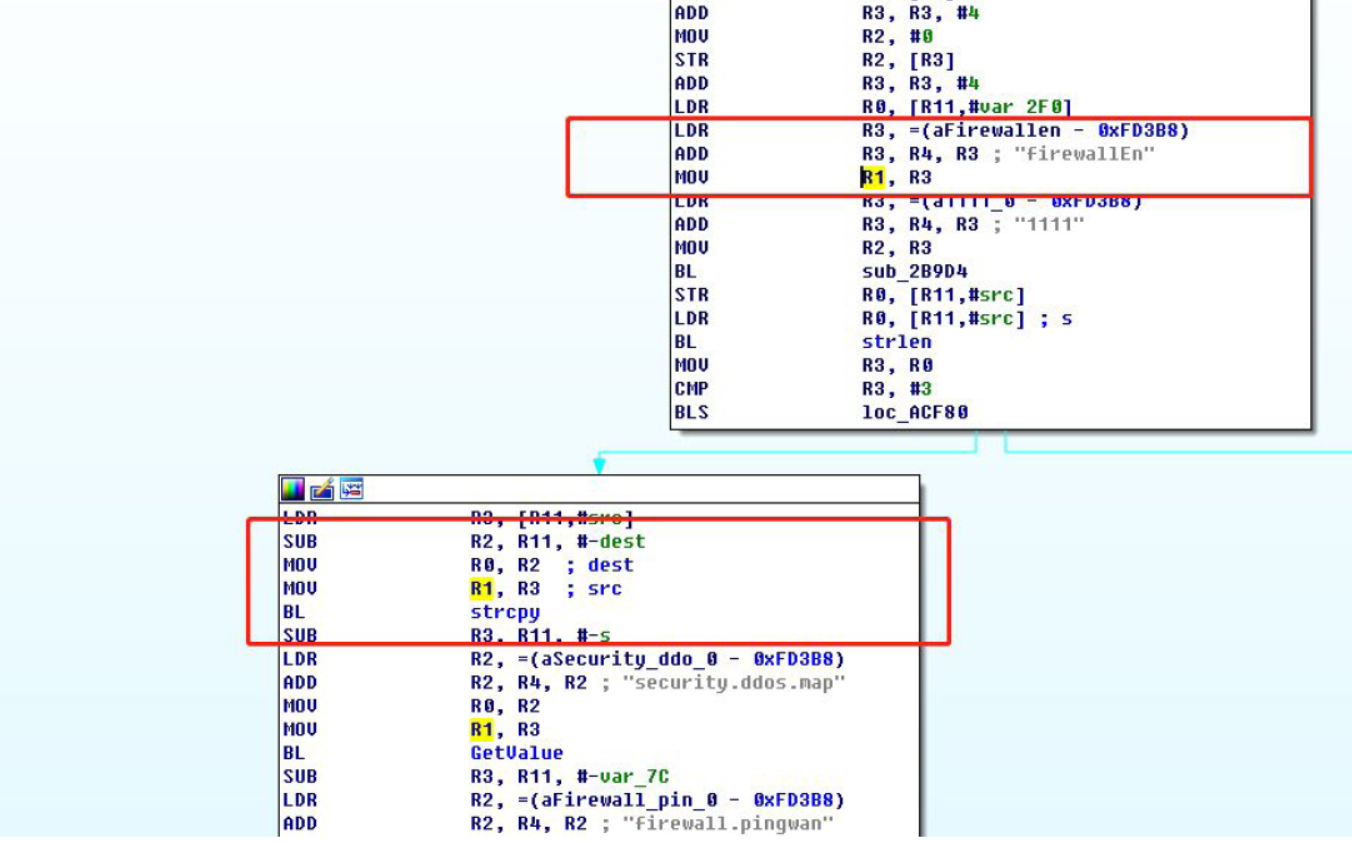 ADD R3, R3, #4
MOV R2, #0
STR R2, [R3]
ADD R3, R3, #4
LDR R0, [R11,#var_2F0]
LDR R3, =(aFirewallen - 0xFD3B8)
ADD R3, R4, R3 ; "firewallEn"
MOV R1, R3
LDR R3, =(a1111_0 - 0xFD3B8)
ADD R3, R4, R3 ; "1111"
MOV R2, R3
BL sub_2B9D4
STR R0, [R11,#src]
LDR R0, [R11,#src] ; s
BL strlen
MOV R3, R0
CMP R3, #3
BLS loc_ACF80
LDR R3, [R11,#src]
SUB R2, R11, #-dest
MOV R0, R2 ; dest
MOV R1, R3 ; src
BL strcpy
SUB R3, R11, #-s
LDR R2, =(aSecurity_ddo_0 - 0xFD3B8)
ADD R2, R4, R2 ; "security.ddos.map"
MOV R0, R2
MOV R1, R3
BL GetValue
SUB R3, R11, #-var_7C
LDR R2, =(aFirewall_pin_0 - 0xFD3B8)
ADD R2, R4, R2 ; "firewall.pingwan"